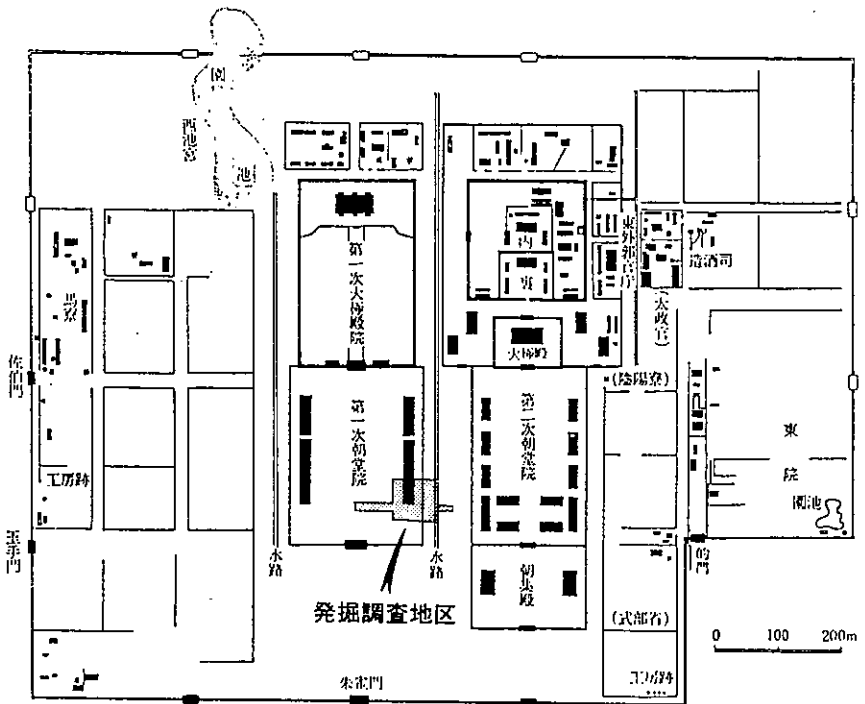 園
池
西池宮
第一次大極殿院
第一次朝堂院
内
裏
大極殿
第二次朝堂院
朝集殿
東外郭官庁
造酒司
(太政官)
(陰陽寮)
東
院
園池
馬寮
佐伯門
工房跡
玉手門
水路
水路
発掘調査地区
的門
(式部省)
工房跡
朱雀門
0 100 200m